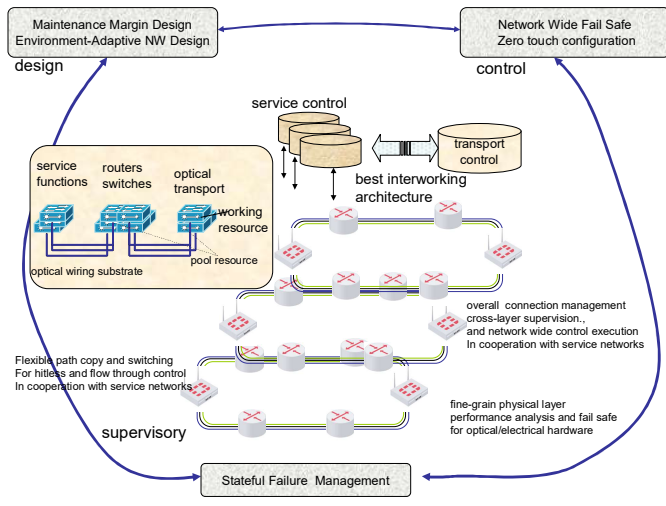 Maintenance Margin Design
Environment-Adaptive NW Design
design
Network Wide Fail Safe
Zero touch configuration
control
service control
transport
control
best interworking
architecture
service
functions
routers
switches
optical
transport
working
resource
pool resource
optical wiring substrate
overall connection management
cross-layer supervision.,
and network wide control execution
In cooperation with service networks
Flexible path copy and switching
For hitless and flow through control
In cooperation with service networks
fine-grain physical layer
performance analysis and fail safe
for optical/electrical hardware
supervisory
Stateful Failure Management